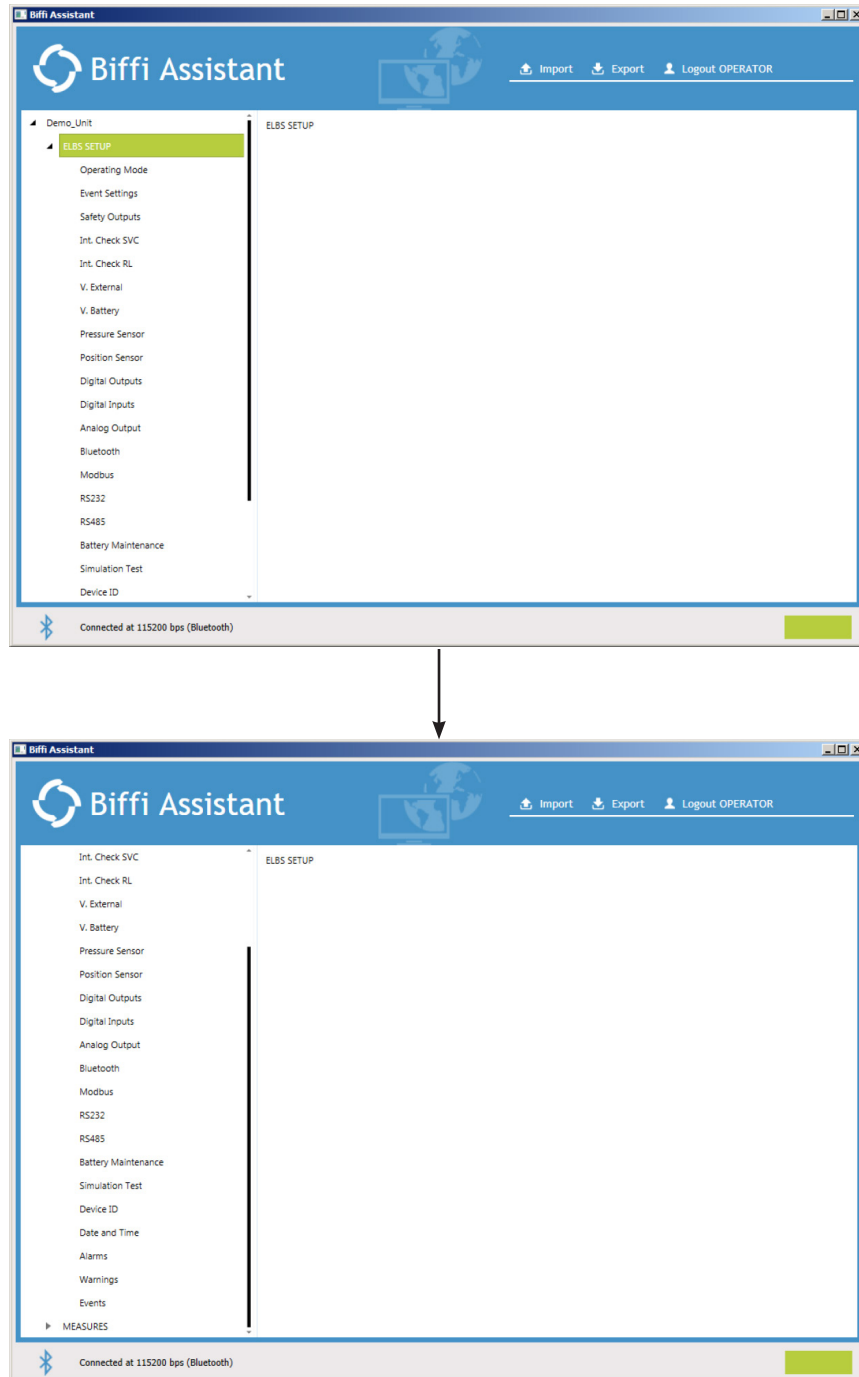 Biffi Assistant
Biffi Assistant
Import Export Logout OPERATOR
Demo_Unit
ELBS SETUP
Operating Mode
Event Settings
Safety Outputs
Int. Check SVC
Int. Check RL
V. External
V. Battery
Pressure Sensor
Position Sensor
Digital Outputs
Digital Inputs
Analog Output
Bluetooth
Modbus
RS232
RS485
Battery Maintenance
Simulation Test
Device ID
ELBS SETUP
Connected at 115200 bps (Bluetooth)
Biffi Assistant
Biffi Assistant
Import Export Logout OPERATOR
Int. Check SVC
Int. Check RL
V. External
V. Battery
Pressure Sensor
Position Sensor
Digital Outputs
Digital Inputs
Analog Output
Bluetooth
Modbus
RS232
RS485
Battery Maintenance
Simulation Test
Device ID
Date and Time
Alarms
Warnings
Events
MEASURES
ELBS SETUP
Connected at 115200 bps (Bluetooth)